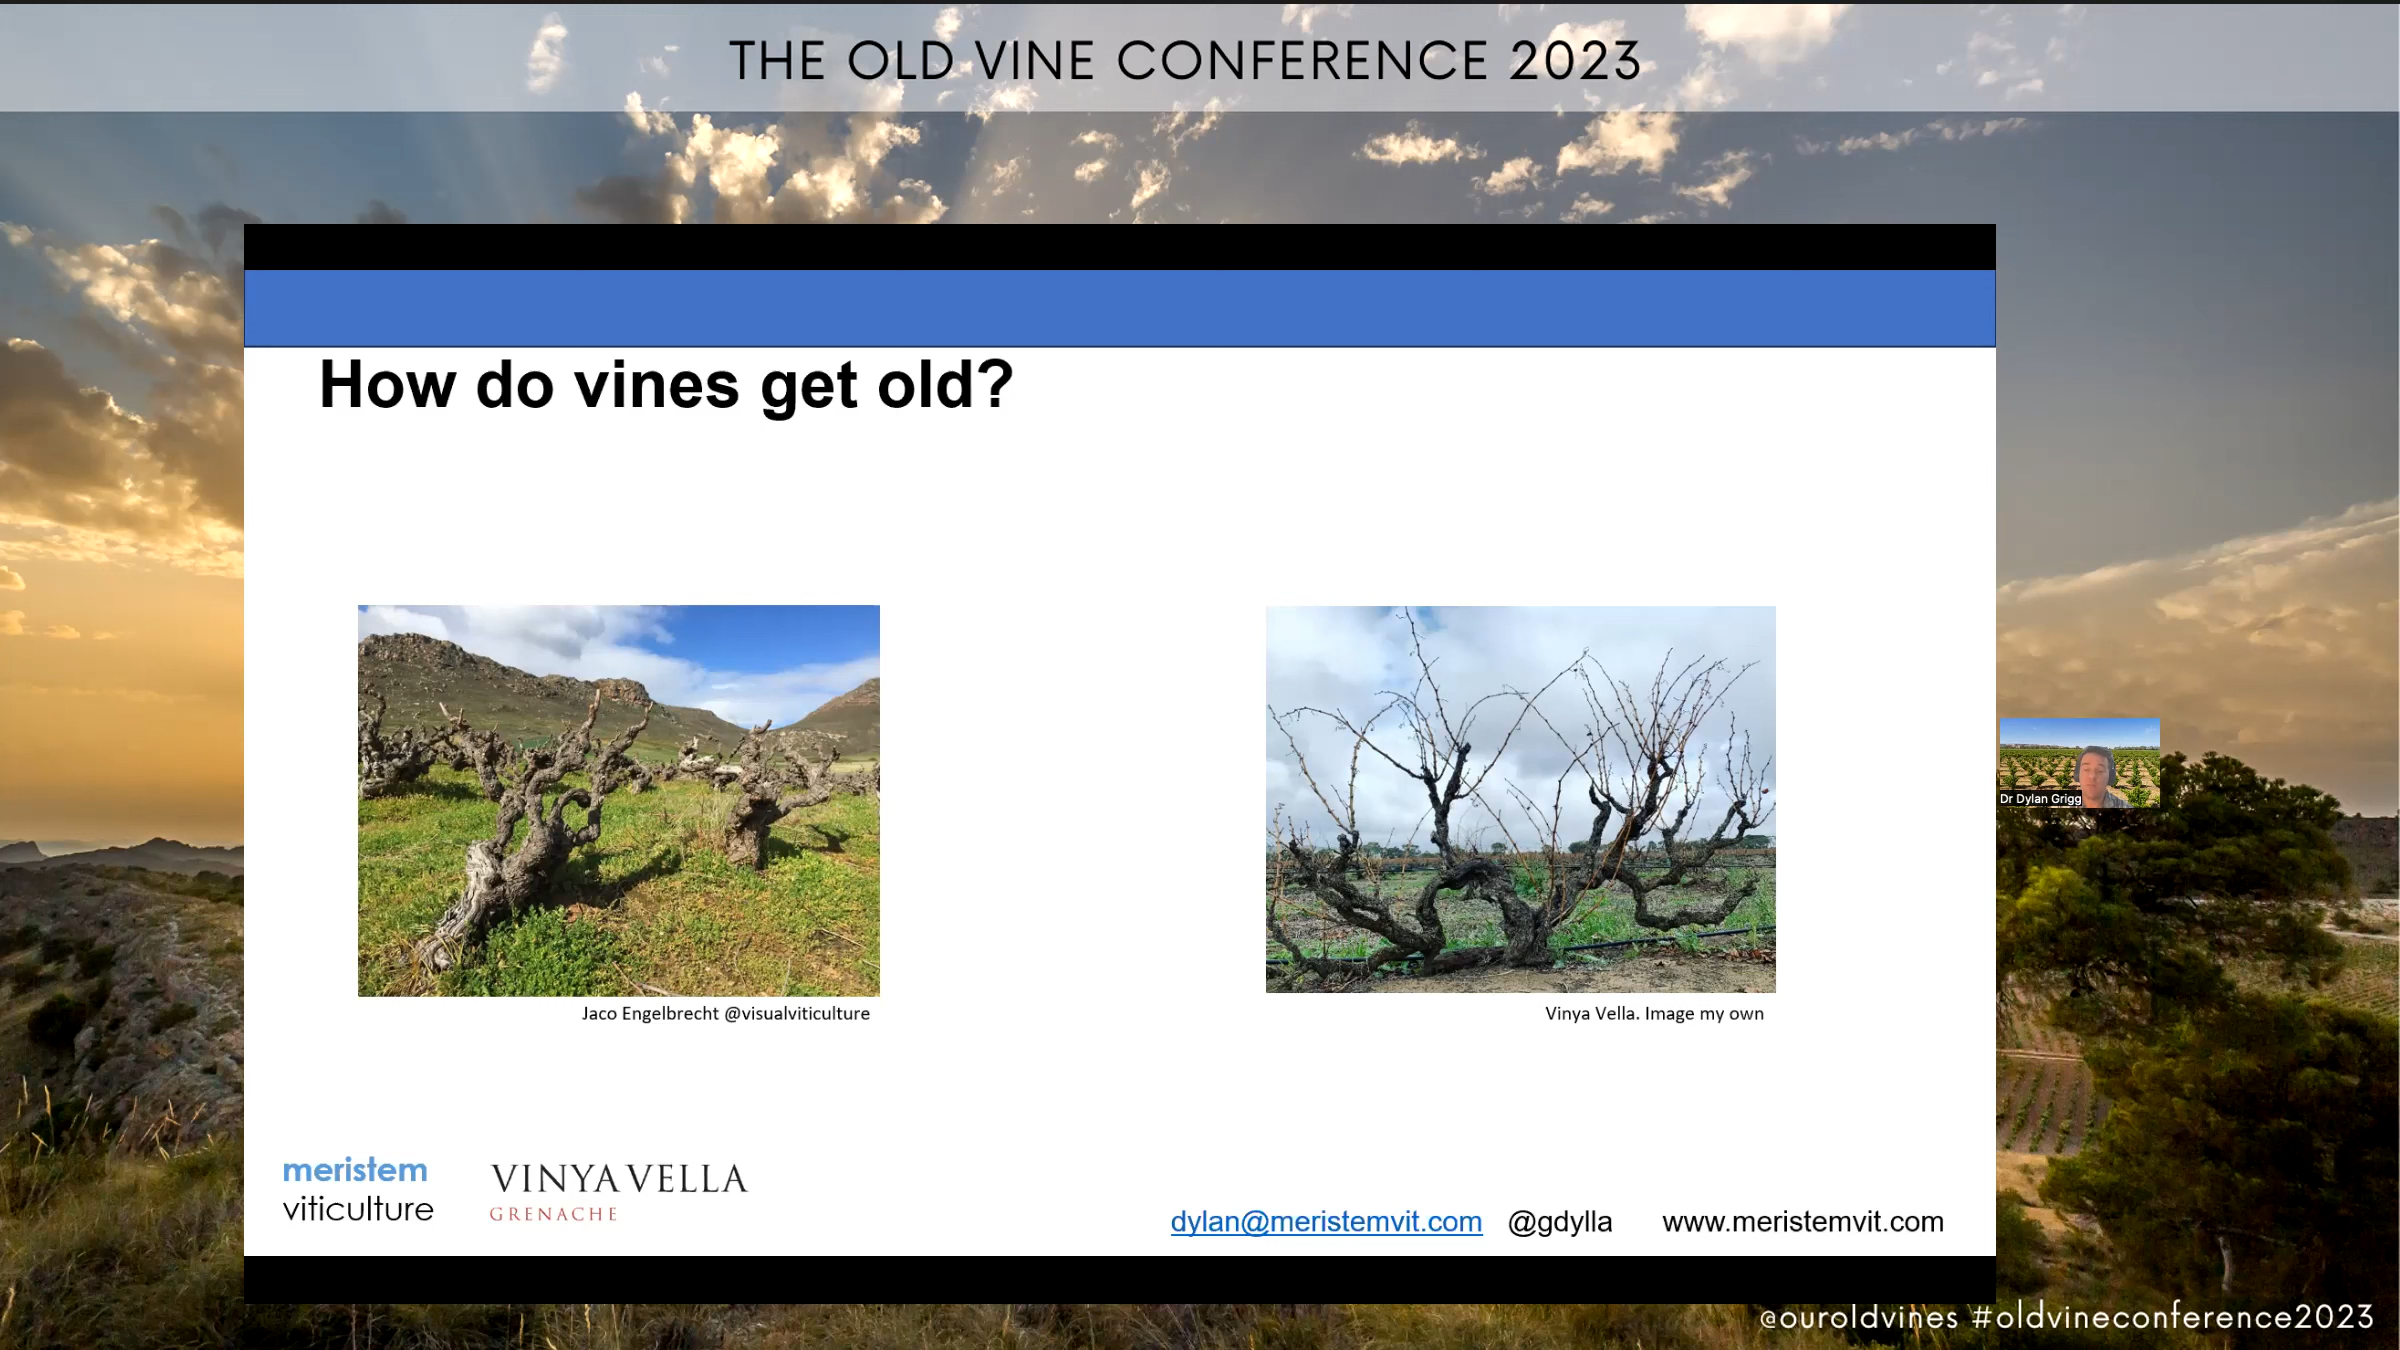 THE OLD VINE CONFERENCE 2023
How do vines get old?
Jaco Engelbrecht @visualviticulture
Vinya Vella. Image my own
Dr Dylan Grigg
meristem
viticulture
VINYA VELLA
GRENACHE
dylan@meristemvit.com @gdylla www.meristemvit.com
@ouroldvines #oldvineconference2023